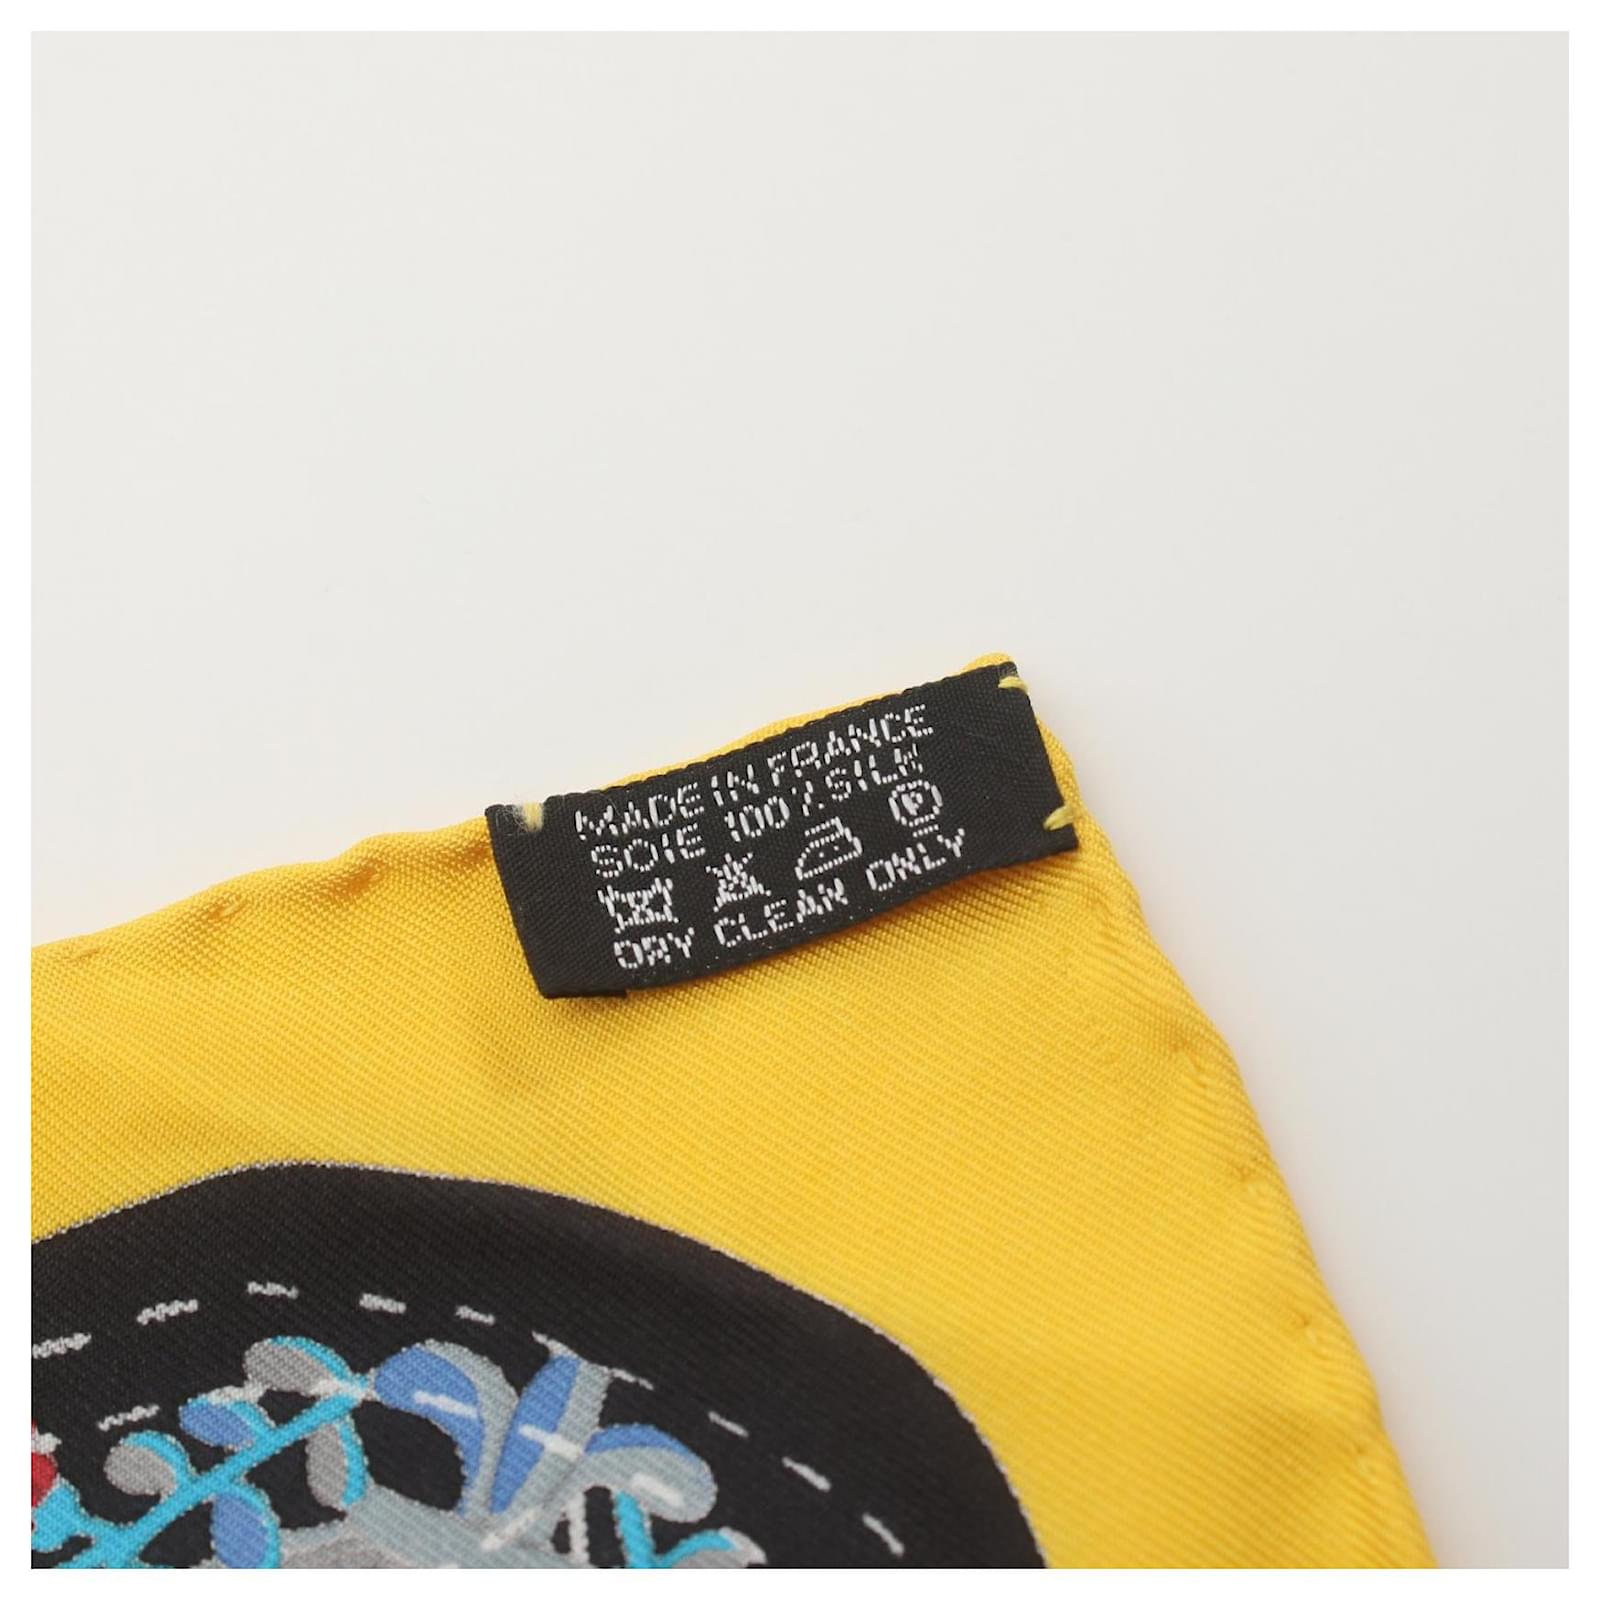 MADE IN FRANCE
SOIE 100% SILK
P
DRY CLEAN ONLY